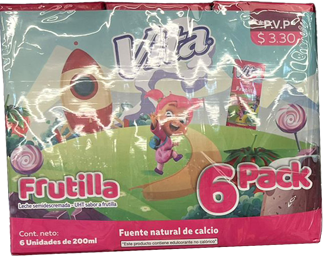 P.V.P
$ 3.30
Vita
Frutilla
6 Pack
Leche semidescremada - UHT sabor a frutilla
Cont. neto:
6 Unidades de 200ml
Fuente natural de calcio
"Este producto contiene edulcorante no calórico"